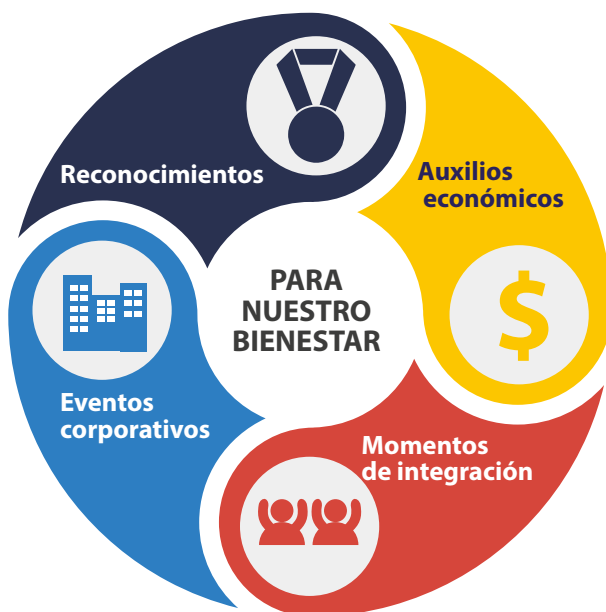 Reconocimientos
Auxilios
económicos
PARA
NUESTRO
BIENESTAR
$
Eventos
corporativos
Momentos
de integración